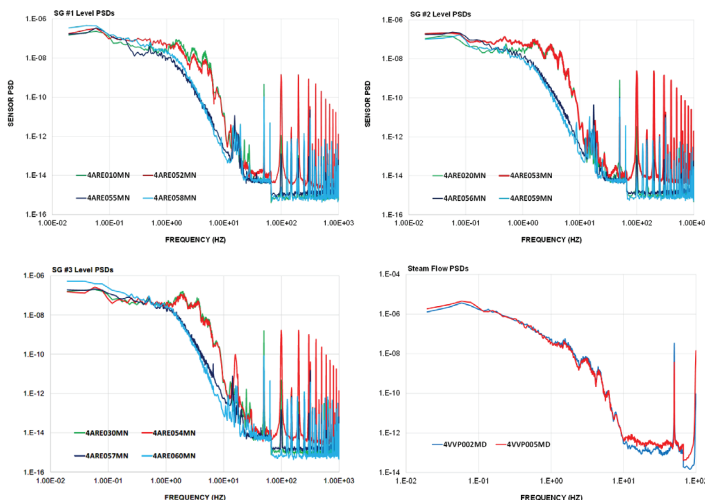 SG #1 Level PSDs
1.E-06
1.E-08
1.E-10
1.E-12
1.E-14
1.E-16
SENSOR PSD
4ARE010MN 4ARE052MN
4ARE055MN 4ARE058MN
1.00E-02 1.00E-01 1.00E+00 1.00E+01 1.00E+02 1.00E+03
FREQUENCY (HZ)
SG #2 Level PSDs
1.E-06
1.E-08
1.E-10
1.E-12
1.E-14
1.E-16
SENSOR PSD
4ARE020MN 4ARE053MN
4ARE056MN 4ARE059MN
1.00E-02 1.00E-01 1.00E+00 1.00E+01 1.00E+02 1.00E+0
FREQUENCY (HZ)
SG #3 Level PSDs
1.E-06
1.E-08
1.E-10
1.E-12
1.E-14
1.E-16
4ARE030MN 4ARE054MN
4ARE057MN 4ARE060MN
1.00E-02 1.00E-01 1.00E+00 1.00E+01 1.00E+02 1.00E+03
FREQUENCY (HZ)
Steam Flow PSDs
1.E-04
1.E-06
1.E-08
1.E-10
1.E-12
1.E-14
4VVP002MD 4VVP005MD
1.E-02 1.E-01 1.E+00 1.E+01 1.E+0
FREQUENCY (HZ)